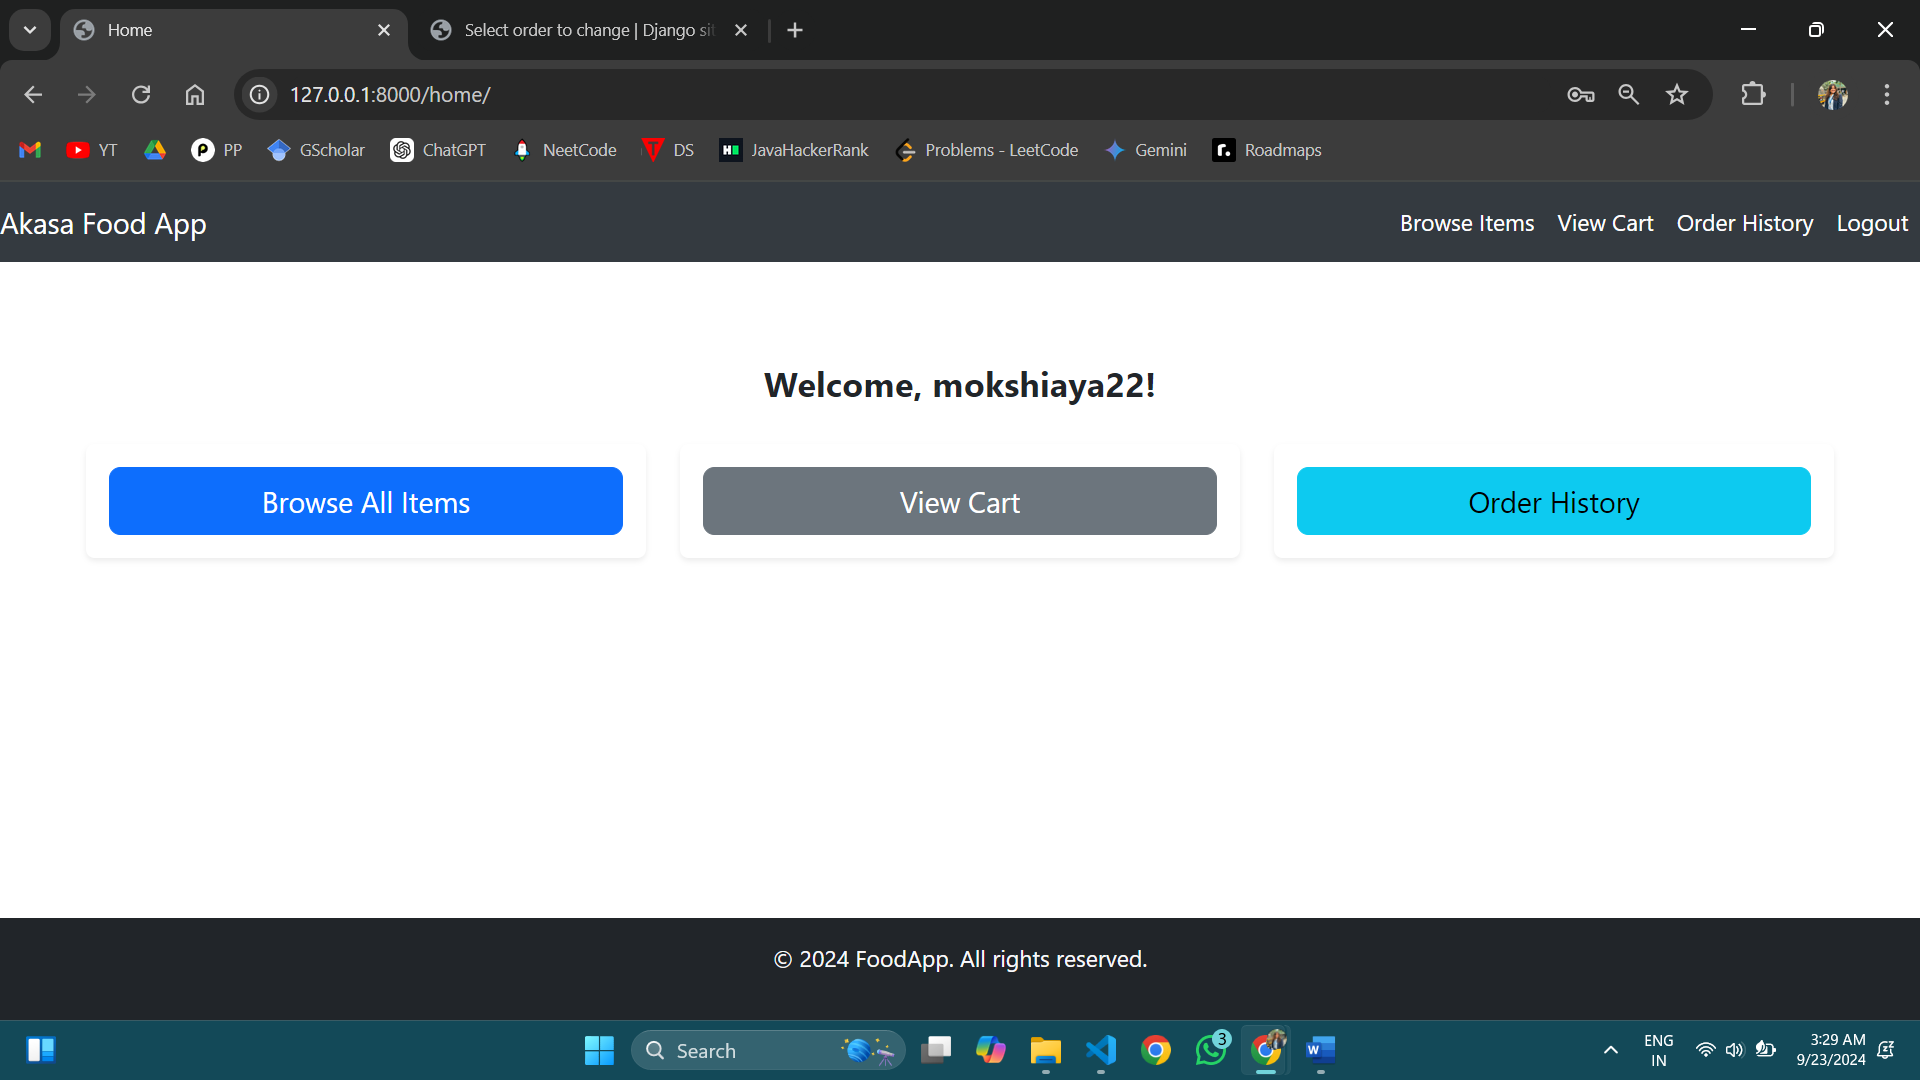 Home
Select order to change | Django si
127.0.0.1:8000/home/
YT
PP
GScholar
ChatGPT
NeetCode
DS
JavaHackerRank
Problems - LeetCode
Gemini
Roadmaps
Akasa Food App
Browse Items
View Cart
Order History
Logout
Welcome, mokshiaya22!
Browse All Items
View Cart
Order History
© 2024 FoodApp. All rights reserved.
Search
3
ENG
IN
3:29 AM
9/23/2024